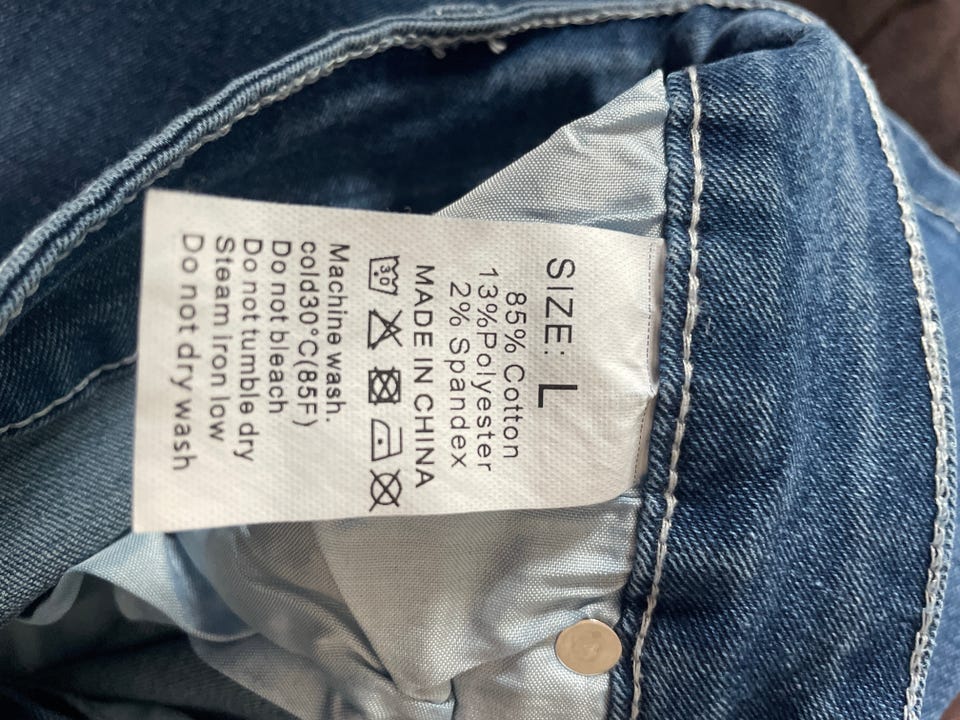 SIZE: L
85% Cotton
13%Polyester
2% Spandex
MADE IN CHINA
30
Machine wash.
cold30°C(85F)
Do not bleach
Do not tumble dry
Steam iron low
Do not dry wash